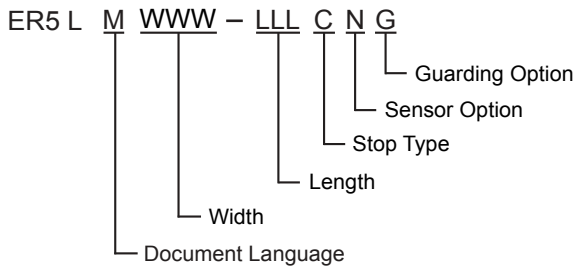 ER5 L M WWW – LLL C N G
Guarding Option
Sensor Option
Stop Type
Length
Width
Document Language